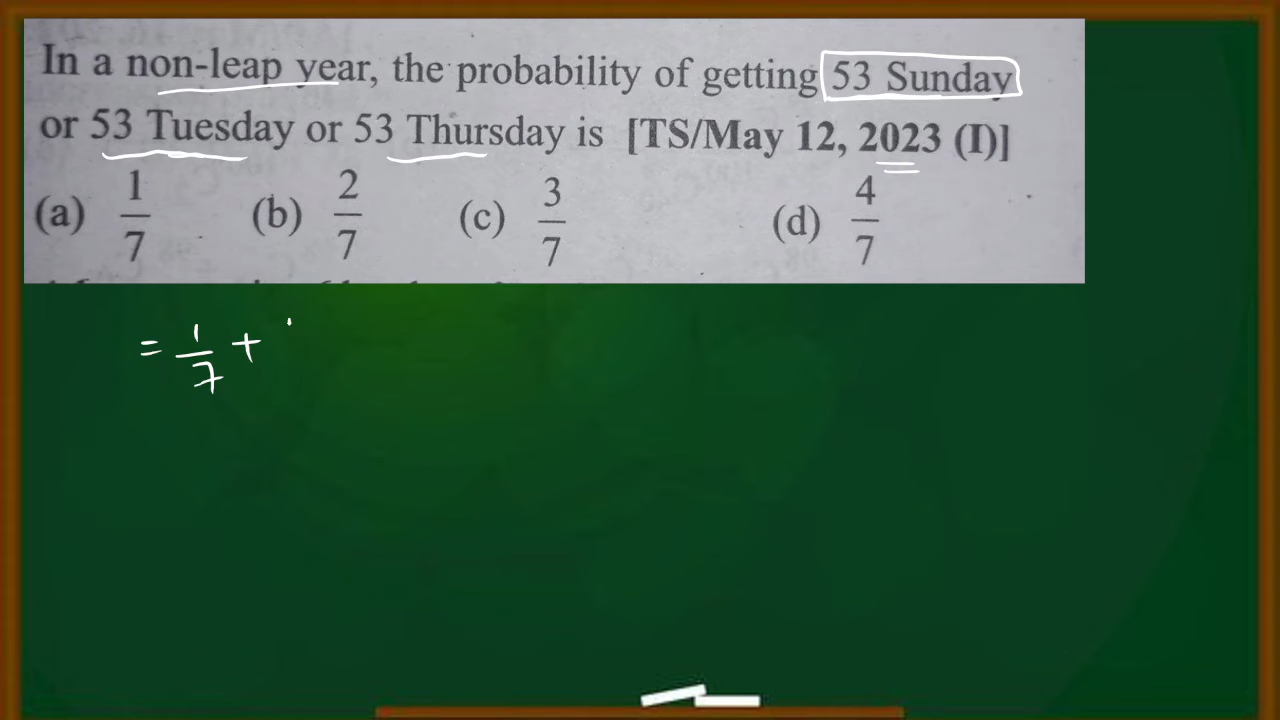 In a non-leap year, the probability of getting 53 Sunday
or 53 Tuesday or 53 Thursday is [TS/May 12, 2023 (I)]
(a) 1/7 (b) 2/7 (c) 3/7 (d) 4/7
= 1/7 +